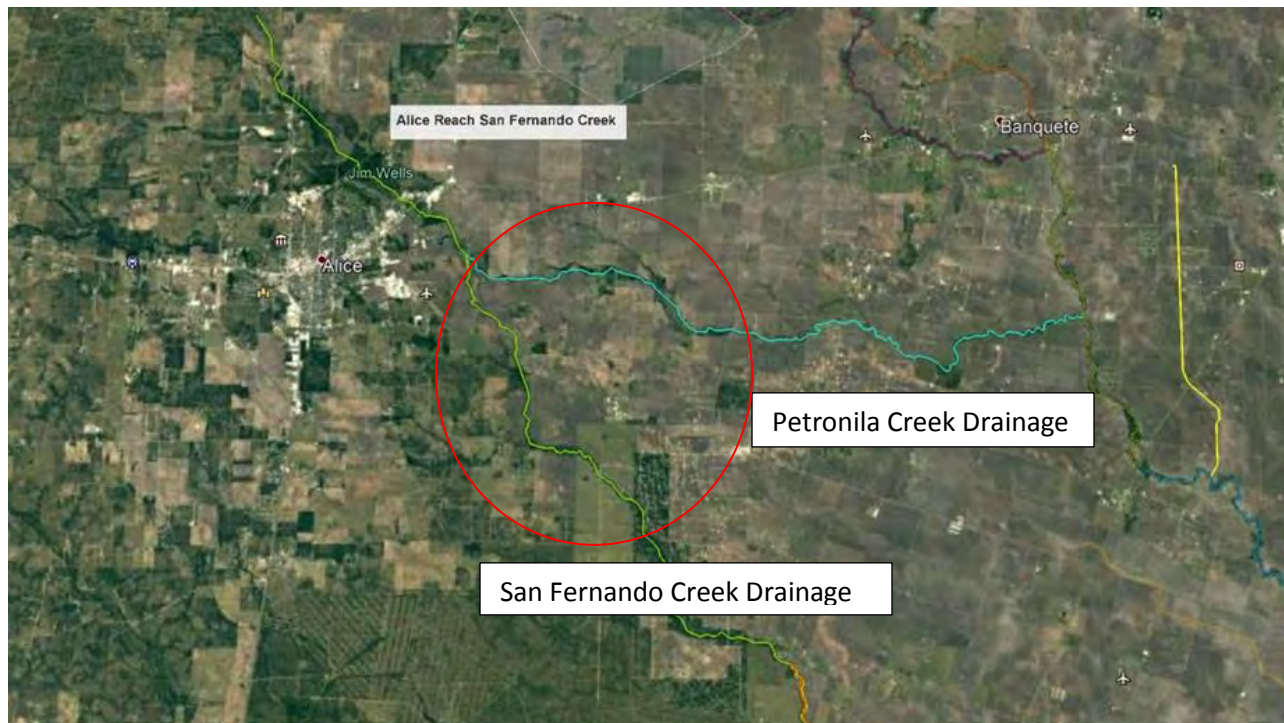 Alice Reach San Fernando Creek
Banquete
Jim Wells
Alice
Petronila Creek Drainage
San Fernando Creek Drainage